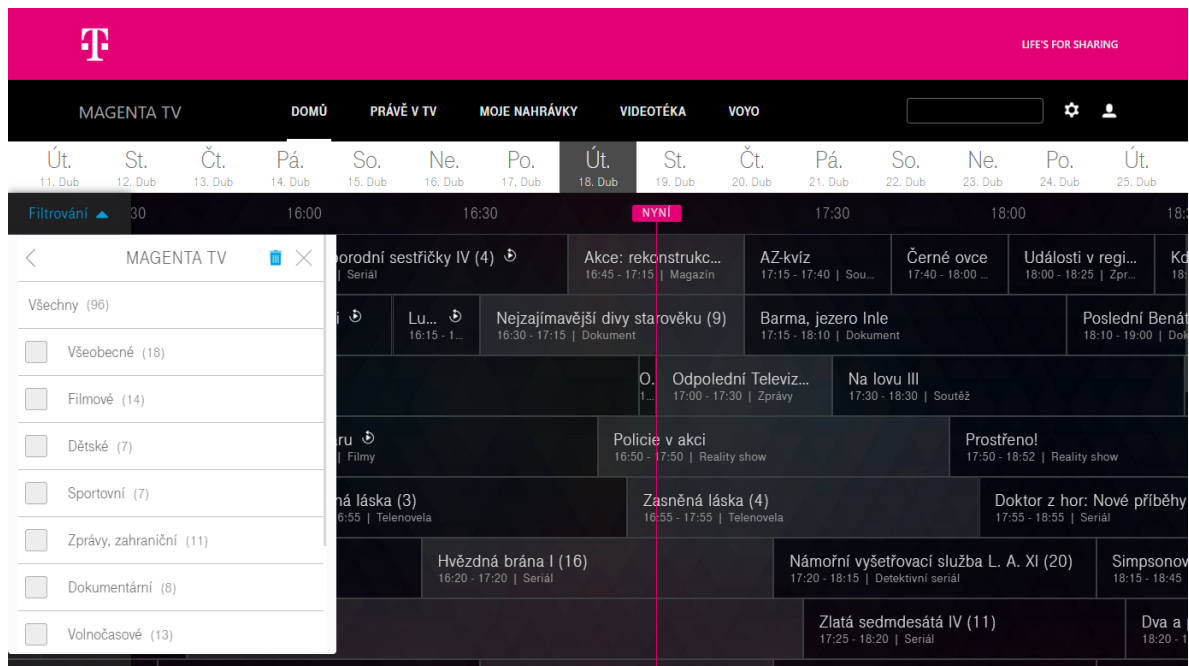 T
LIFE'S FOR SHARING
MAGENTA TV
DOMŮ PRÁVĚ V TV MOJE NAHRÁVKY VIDEOTÉKA VOYO
Út. St. Čt. Pá. So. Ne. Po. Út. St. Čt. Pá. So. Ne. Po. Út.
11. Dub 12. Dub 13. Dub 14. Dub 15. Dub 16. Dub 17. Dub 18. Dub 19. Dub 20. Dub 21. Dub 22. Dub 23. Dub 24. Dub 25. Dub
Filtrování 30 16:00 16:30 NYNÍ 17:30 18:00 18:
MAGENTA TV
Všechny (96)
Všeobecné (18)
Filmové (14)
Dětské (7)
Sportovní (7)
Zprávy, zahraniční (11)
Dokumentární (8)
Volnočasové (13)
orodní sestřičky IV (4) Akce: rekonstrukc... AZ-kvíz Černé ovce Události v regi...
| Seriál 16:45 - 17:15 | Magazín 17:15 - 17:40 | Sou... 17:40 - 18:00 ... 18:00 - 18:25 | Zpr... 18:
i Lu... Nejzajímavější divy starověku (9) Barma, jezero Inle Poslední Benát
16:15 - 1... 16:30 - 17:15 | Dokument 17:15 - 18:10 | Dokument 18:10 - 19:00 | Dok
O. Odpolední Televiz... Na lovu III
1... 17:00 - 17:30 | Zprávy 17:30 - 18:30 | Soutěž
ru Policie v akci Prostřeno!
| Filmy 16:50 - 17:50 | Reality show 17:50 - 18:52 | Reality show
ná láska (3) Zasněná láska (4) Doktor z hor: Nové příběhy
6:55 | Telenovela 16:55 - 17:55 | Telenovela 17:55 - 18:55 | Seriál
Hvězdná brána I (16) Námořní vyšetřovací služba L. A. XI (20) Simpsonov
16:20 - 17:20 | Seriál 17:20 - 18:15 | Detektivní seriál 18:15 - 18:45
Zlatá sedmdesátá IV (11) Dva a
17:25 - 18:20 | Seriál 18:20 - 1